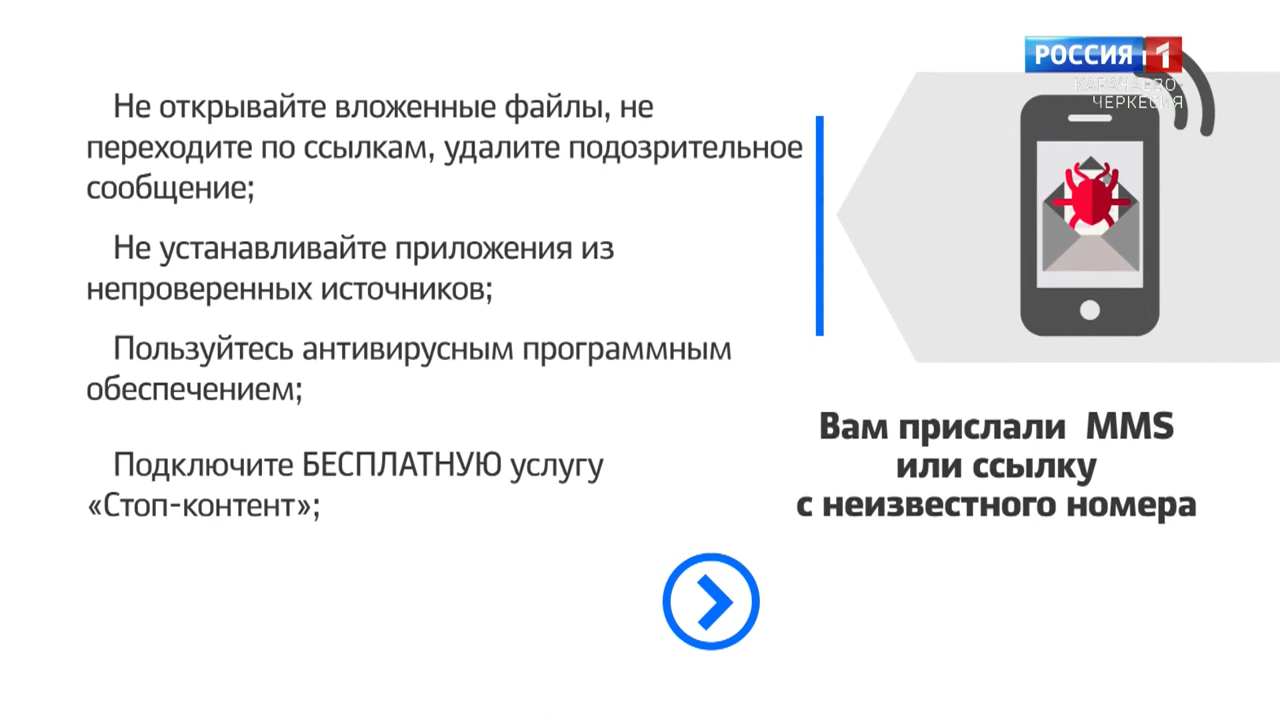 РОССИЯ 1
КАРАЧАЕВО-
ЧЕРКЕСИЯ
Не открывайте вложенные файлы, не
переходите по ссылкам, удалите подозрительное
сообщение;
Не устанавливайте приложения из
непроверенных источников;
Пользуйтесь антивирусным программным
обеспечением;
Подключите БЕСПЛАТНУЮ услугу
«Стоп-контент»;
Вам прислали MMS
или ссылку
с неизвестного номера